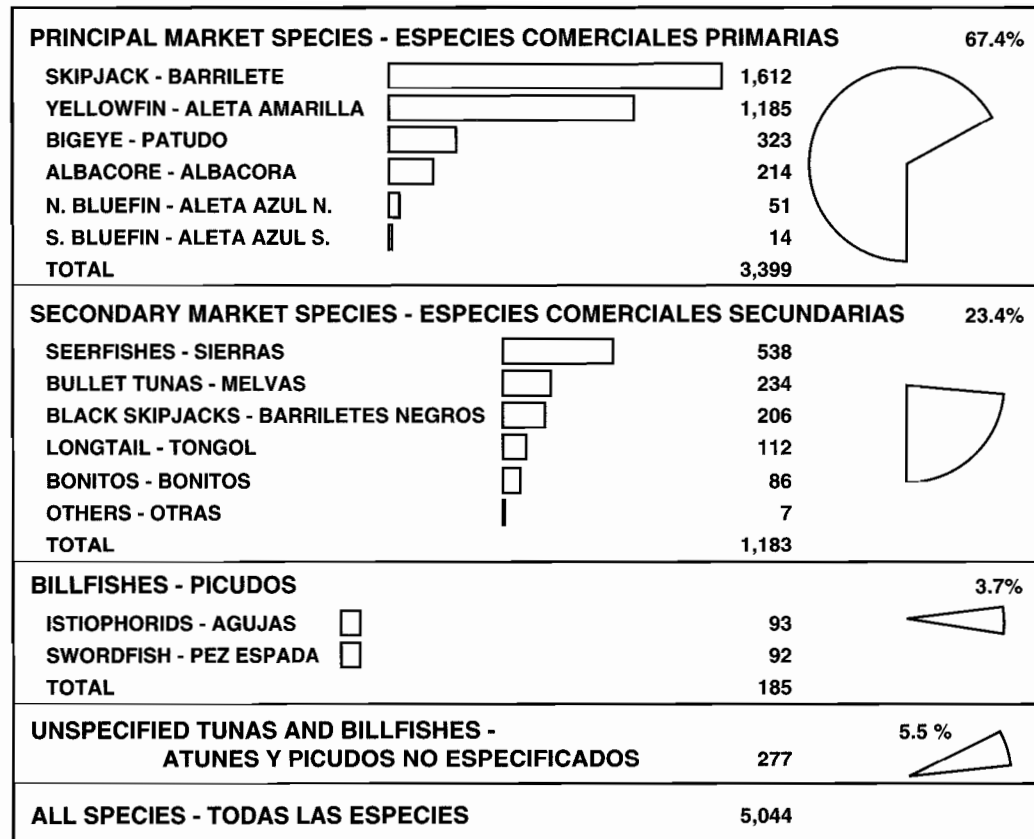 PRINCIPAL MARKET SPECIES - ESPECIES COMERCIALES PRIMARIAS 67.4%
SKIPJACK - BARRILETE 1,612
YELLOWFIN - ALETA AMARILLA 1,185
BIGEYE - PATUDO 323
ALBACORE - ALBACORA 214
N. BLUEFIN - ALETA AZUL N. 51
S. BLUEFIN - ALETA AZUL S. 14
TOTAL 3,399
SECONDARY MARKET SPECIES - ESPECIES COMERCIALES SECUNDARIAS 23.4%
SEERFISHES - SIERRAS 538
BULLET TUNAS - MELVAS 234
BLACK SKIPJACKS - BARRILETES NEGROS 206
LONGTAIL - TONGOL 112
BONITOS - BONITOS 86
OTHERS - OTRAS 7
TOTAL 1,183
BILLFISHES - PICUDOS 3.7%
ISTIOPHORIDS - AGUJAS 93
SWORDFISH - PEZ ESPADA 92
TOTAL 185
UNSPECIFIED TUNAS AND BILLFISHES - 5.5 %
ATUNES Y PICUDOS NO ESPECIFICADOS 277
ALL SPECIES - TODAS LAS ESPECIES 5,044